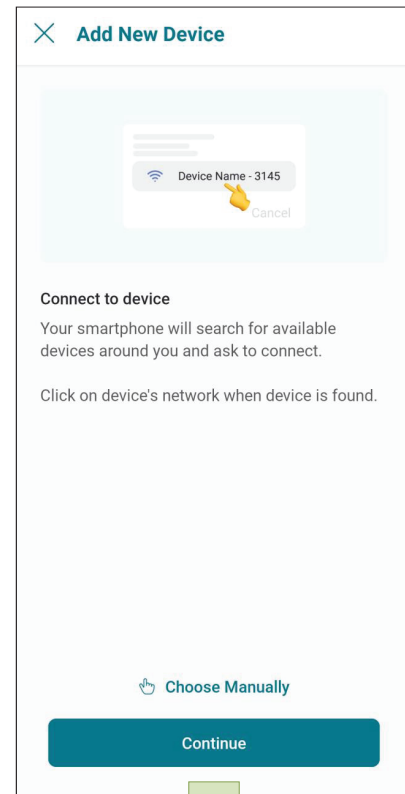 Add New Device
Device Name - 3145
Cancel
Connect to device
Your smartphone will search for available
devices around you and ask to connect.
Click on device's network when device is found.
Choose Manually
Continue